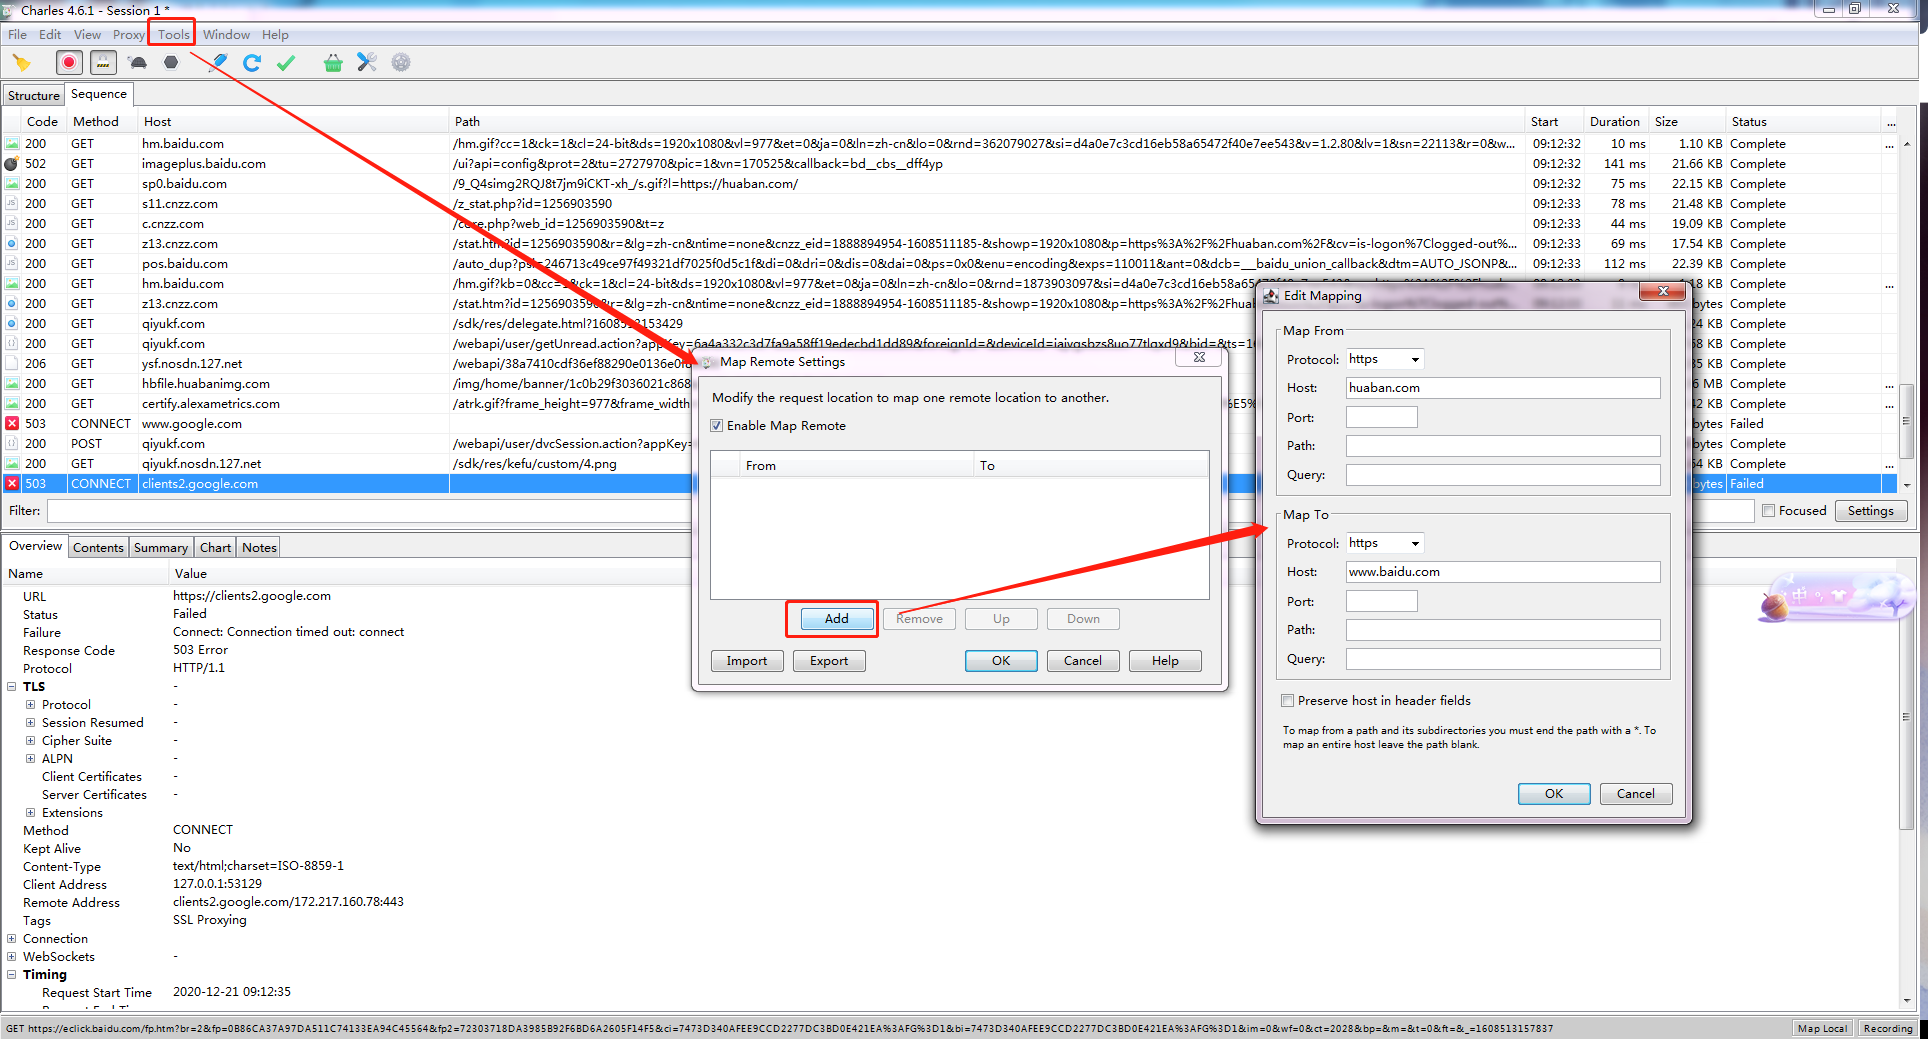 Charles 4.6.1 - Session 1 *
File Edit View Proxy Tools Window Help
Structure Sequence
Code Method Host Path Start Duration Size Status ...
200 GET hm.baidu.com /hm.gif?cc=1&ck=1&cl=24-bit&ds=1920x1080&vl=977&et=0&ja=0&ln=zh-cn&lo=0&rnd=362079027&si=d4a0e7c3cd16eb58a65472f40e7ee543&v=1.2.80&lv=1&sn=22113&r=0&w... 09:12:32 10 ms 1.10 KB Complete ...
502 GET imageplus.baidu.com /ui?api=config&prot=2&tu=2727970&pic=1&vn=170525&callback=bd__cbs__dff4yp 09:12:32 141 ms 21.66 KB Complete
200 GET sp0.baidu.com /9_Q4simg2RQJ8t7jm9iCKT-xh_/s.gif?l=https://huaban.com/ 09:12:32 75 ms 22.15 KB Complete
200 GET s11.cnzz.com /z_stat.php?id=1256903590 09:12:33 78 ms 21.48 KB Complete
200 GET c.cnzz.com /core.php?web_id=1256903590&t=z 09:12:33 44 ms 19.09 KB Complete
200 GET z13.cnzz.com /stat.htm?id=1256903590&r=&lg=zh-cn&ntime=none&cnzz_eid=1888894954-1608511185-&showp=1920x1080&p=https%3A%2F%2Fhuaban.com%2F&cv=is-logon%7Clogged-out%... 09:12:33 69 ms 17.54 KB Complete
200 GET pos.baidu.com /auto_dup?psi=246713c49ce97f49321df7025f0d5c1f&di=0&dri=0&dis=0&dai=0&ps=0x0&enu=encoding&exps=110011&ant=0&dcb=___baidu_union_callback&dtm=AUTO_JSONP&... 09:12:33 112 ms 22.39 KB Complete
200 GET hm.baidu.com /hm.gif?kb=0&cc=1&ck=1&cl=24-bit&ds=1920x1080&vl=977&et=0&ja=0&ln=zh-cn&lo=0&rnd=1873903097&si=d4a0e7c3cd16eb58a65 18 KB Complete ...
200 GET z13.cnzz.com /stat.htm?id=1256903590&r=&lg=zh-cn&ntime=none&cnzz_eid=1888894954-1608511185-&showp=1920x1080&p=https%3A%2F%2Fhuab bytes Complete
200 GET qiyukf.com /sdk/res/delegate.html?1608513153429 24 KB Complete
200 GET qiyukf.com /webapi/user/getUnread.action?appKey=6a4a332c3d7fa9a58ff19edecbd1dd89&foreignId=&deviceId=iaivgsbzs8uo77tlgxd9&bid=&ts=16 58 KB Complete
206 GET ysf.nosdn.127.net /webapi/38a7410cdf36ef88290e0136e0f 35 KB Complete
200 GET hbfile.huabanimg.com /img/home/banner/1c0b29f3036021c868 6 MB Complete ...
200 GET certify.alexametrics.com /atrk.gif?frame_height=977&frame_width 6E5% 42 KB Complete ...
503 CONNECT www.google.com bytes Failed
200 POST qiyukf.com /webapi/user/dvcSession.action?appKey= bytes Complete
200 GET qiyukf.nosdn.127.net /sdk/res/kefu/custom/4.png 54 KB Complete ...
503 CONNECT clients2.google.com bytes Failed
Filter: Focused Settings
Overview Contents Summary Chart Notes
Name Value
URL https://clients2.google.com
Status Failed
Failure Connect: Connection timed out: connect
Response Code 503 Error
Protocol HTTP/1.1
TLS -
Protocol -
Session Resumed -
Cipher Suite -
ALPN -
Client Certificates -
Server Certificates -
Extensions
Method CONNECT
Kept Alive No
Content-Type text/html;charset=ISO-8859-1
Client Address 127.0.0.1:53129
Remote Address clients2.google.com/172.217.160.78:443
Tags SSL Proxying
Connection
WebSockets -
Timing
Request Start Time 2020-12-21 09:12:35
Map Remote Settings
Modify the request location to map one remote location to another.
Enable Map Remote
From To
Add Remove Up Down
Import Export OK Cancel Help
Edit Mapping
Map From
Protocol: https
Host: huaban.com
Port:
Path:
Query:
Map To
Protocol: https
Host: www.baidu.com
Port:
Path:
Query:
Preserve host in header fields
To map from a path and its subdirectories you must end the path with a *. To
map an entire host leave the path blank.
OK Cancel
中
GET https://eclick.baidu.com/fp.htm?br=2&fp=0B86CA37A97DA511C74133EA94C45564&fp2=72303718DA3985B92F6BD6A2605F14F5&ci=7473D340AFEE9CCD2277DC3BD0E421EA%3AFG%3D1&bi=7473D340AFEE9CCD2277DC3BD0E421EA%3AFG%3D1&im=0&wf=0&ct=2028&bp=&m=&t=0&ft=&_=1608513157837
Map Local Recording